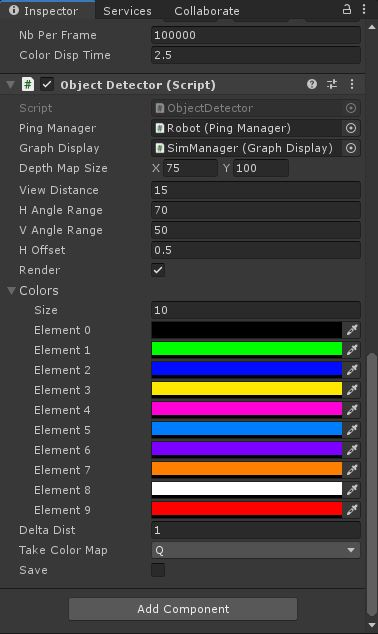 Inspector Services Collaborate
Nb Per Frame 100000
Color Disp Time 2.5
# Object Detector (Script)
Script # ObjectDetector
Ping Manager # Robot (Ping Manager)
Graph Display # SimManager (Graph Display)
Depth Map Size X 75 Y 100
View Distance 15
H Angle Range 70
V Angle Range 50
H Offset 0.5
Render
Colors
Size 10
Element 0
Element 1
Element 2
Element 3
Element 4
Element 5
Element 6
Element 7
Element 8
Element 9
Delta Dist 1
Take Color Map Q
Save
Add Component